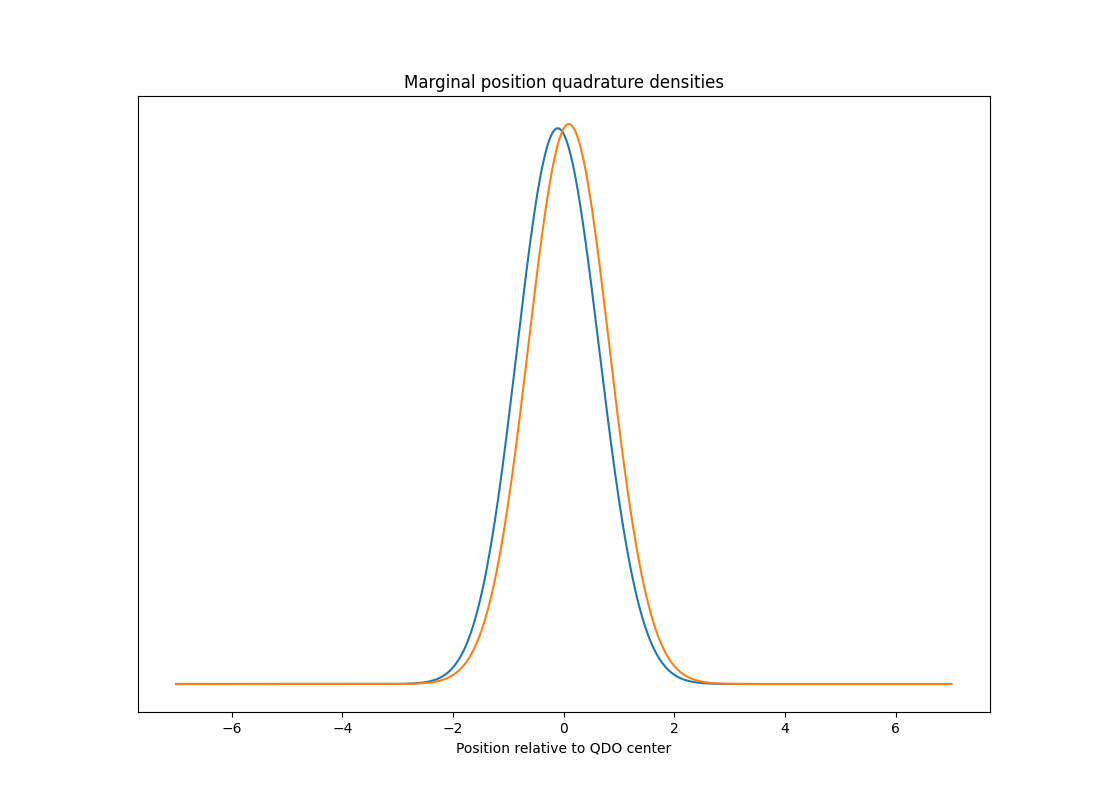 Marginal position quadrature densities
−6 −4 −2 0 2 4 6
Position relative to QDO center